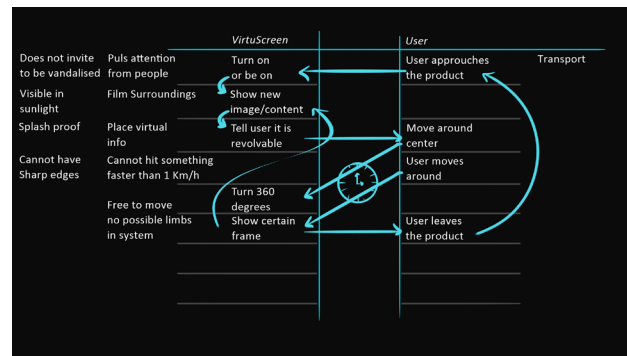 VirtuScreen
User
Does not invite
to be vandalised
Puls attention
from people
Turn on
or be on
User approuches
the product
Transport
Visible in
sunlight
Film Surroundings
Show new
image/content
Splash proof
Place virtual
info
Tell user it is
revolvable
Move around
center
Cannot have
Sharp edges
Cannot hit something
faster than 1 Km/h
User moves
around
Turn 360
degrees
Free to move
no possible limbs
in system
Show certain
frame
User leaves
the product